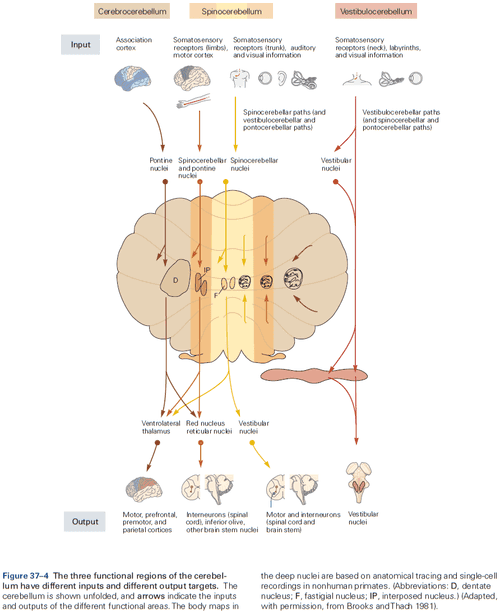 Cerebrocerebellum
Spinocerebellum
Vestibulocerebellum
Input
Association
cortex
Somatosensory
receptors (limbs),
motor cortex
Somatosensory
receptors (trunk), auditory
and visual information
Somatosensory
receptors (neck), labyrinths,
and visual information
Spinocerebellar paths (and
vestibulocerebellar and
pontocerebellar paths)
Vestibulocerebellar paths
(and spinocerebellar and
pontocerebellar paths)
Pontine
nuclei
Spinocerebellar
and pontine
nuclei
Spinocerebellar
nuclei
Vestibular
nuclei
D
IP
F
Ventrolateral
thalamus
Red nucleus
reticular nuclei
Vestibular
nuclei
Output
Motor, prefrontal,
premotor, and
parietal cortices
Interneurons (spinal
cord), inferior olive,
other brain stem nuclei
Motor and interneurons
(spinal cord and
brain stem)
Vestibular
nuclei
Figure 37–4 The three functional regions of the cerebel-
lum have different inputs and different output targets. The
cerebellum is shown unfolded, and arrows indicate the inputs
and outputs of the different functional areas. The body maps in
the deep nuclei are based on anatomical tracing and single-cell
recordings in nonhuman primates. (Abbreviations: D, dentate
nucleus; F, fastigial nucleus; IP, interposed nucleus.) (Adapted,
with permission, from Brooks and Thach 1981).